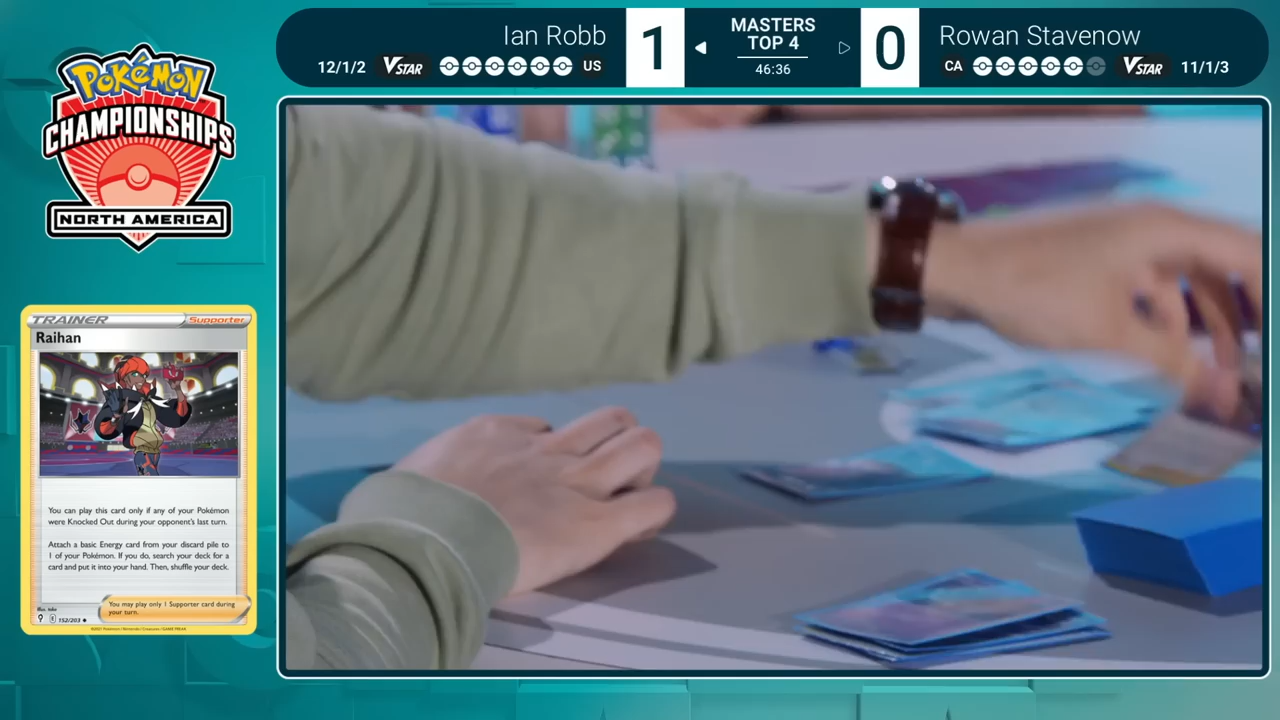 Ian Robb
12/1/2
VSTAR
US
1
MASTERS
TOP 4
46:36
0
Rowan Stavenow
CA
VSTAR
11/1/3
Pokémon
CHAMPIONSHIPS
NORTH AMERICA
TRAINER
Supporter
Raihan
You can play this card only if any of your Pokémon
were Knocked Out during your opponent's last turn.
Attach a basic Energy card from your discard pile to
1 of your Pokémon. If you do, search your deck for a
card and put it into your hand. Then, shuffle your deck.
You may play only 1 Supporter card during
your turn.
152/203